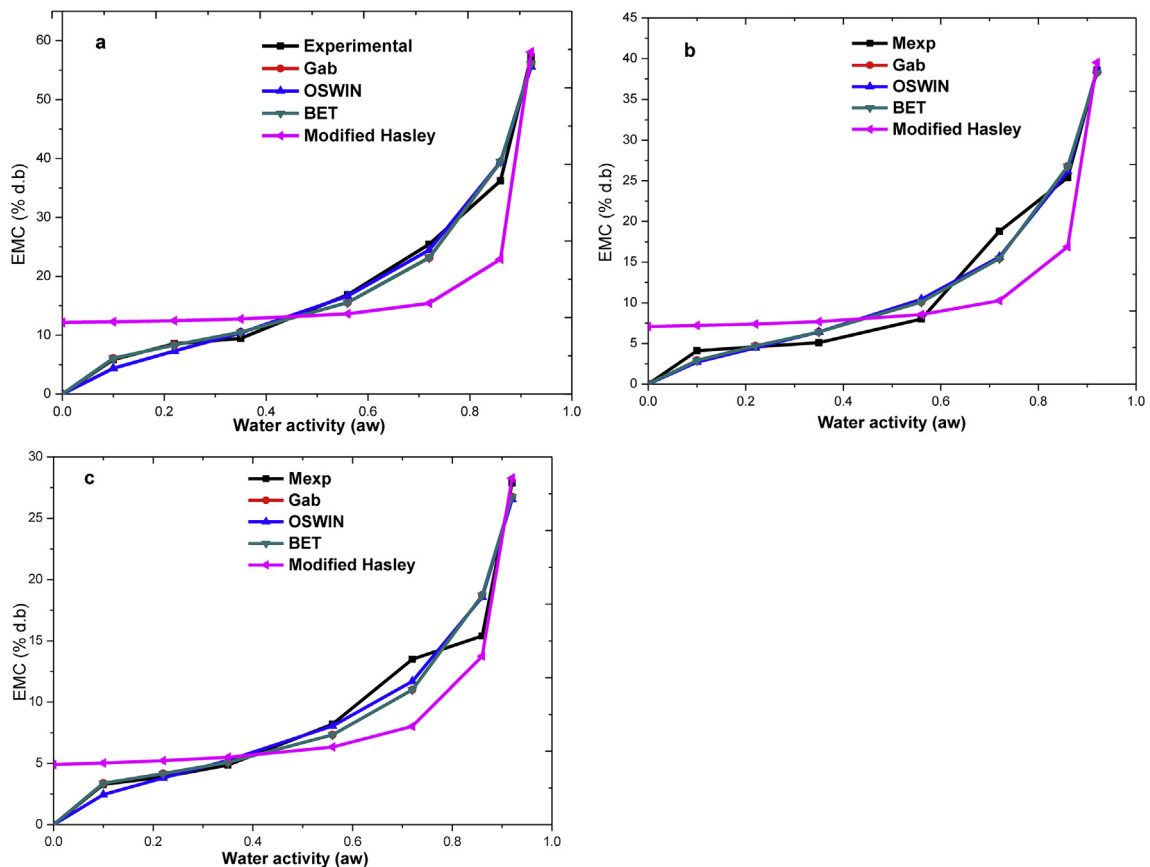 a
Experimental
Gab
OSWIN
BET
Modified Hasley
EMC (% d.b)
60
50
40
30
20
10
0
0.0 0.2 0.4 0.6 0.8 1.0
Water activity (aw)
b
Mexp
Gab
OSWIN
BET
Modified Hasley
EMC (% d.b)
45
40
35
30
25
20
15
10
5
0
0.0 0.2 0.4 0.6 0.8 1.0
Water activity (aw)
c
Mexp
Gab
OSWIN
BET
Modified Hasley
EMC (% d.b)
30
25
20
15
10
5
0
0.0 0.2 0.4 0.6 0.8 1.0
Water activity (aw)